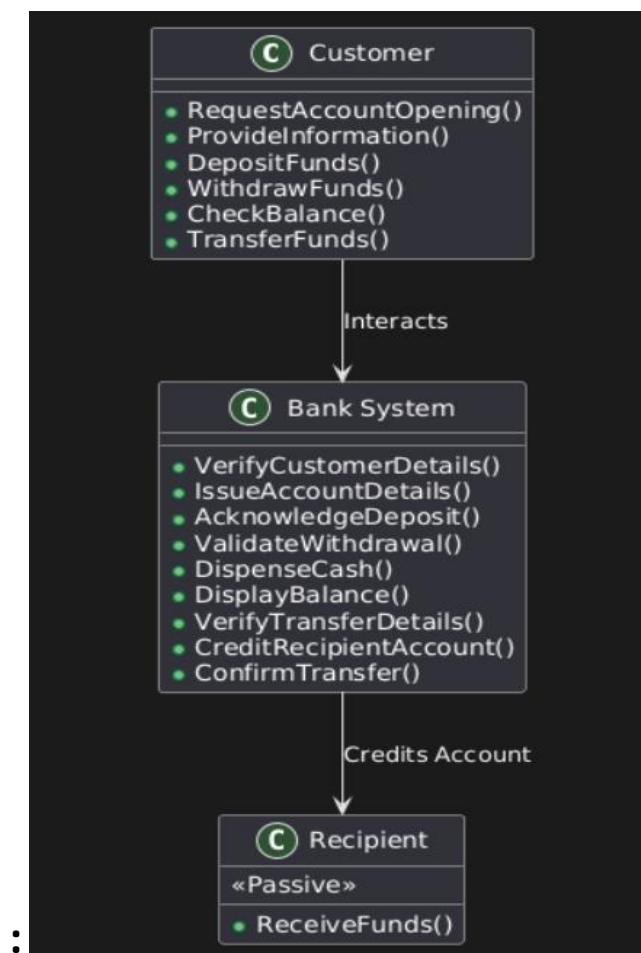 C Customer
RequestAccountOpening()
ProvideInformation()
DepositFunds()
WithdrawFunds()
CheckBalance()
TransferFunds()
Interacts
C Bank System
VerifyCustomerDetails()
IssueAccountDetails()
AcknowledgeDeposit()
ValidateWithdrawal()
DispenseCash()
DisplayBalance()
VerifyTransferDetails()
CreditRecipientAccount()
ConfirmTransfer()
Credits Account
C Recipient
«Passive»
ReceiveFunds()
: